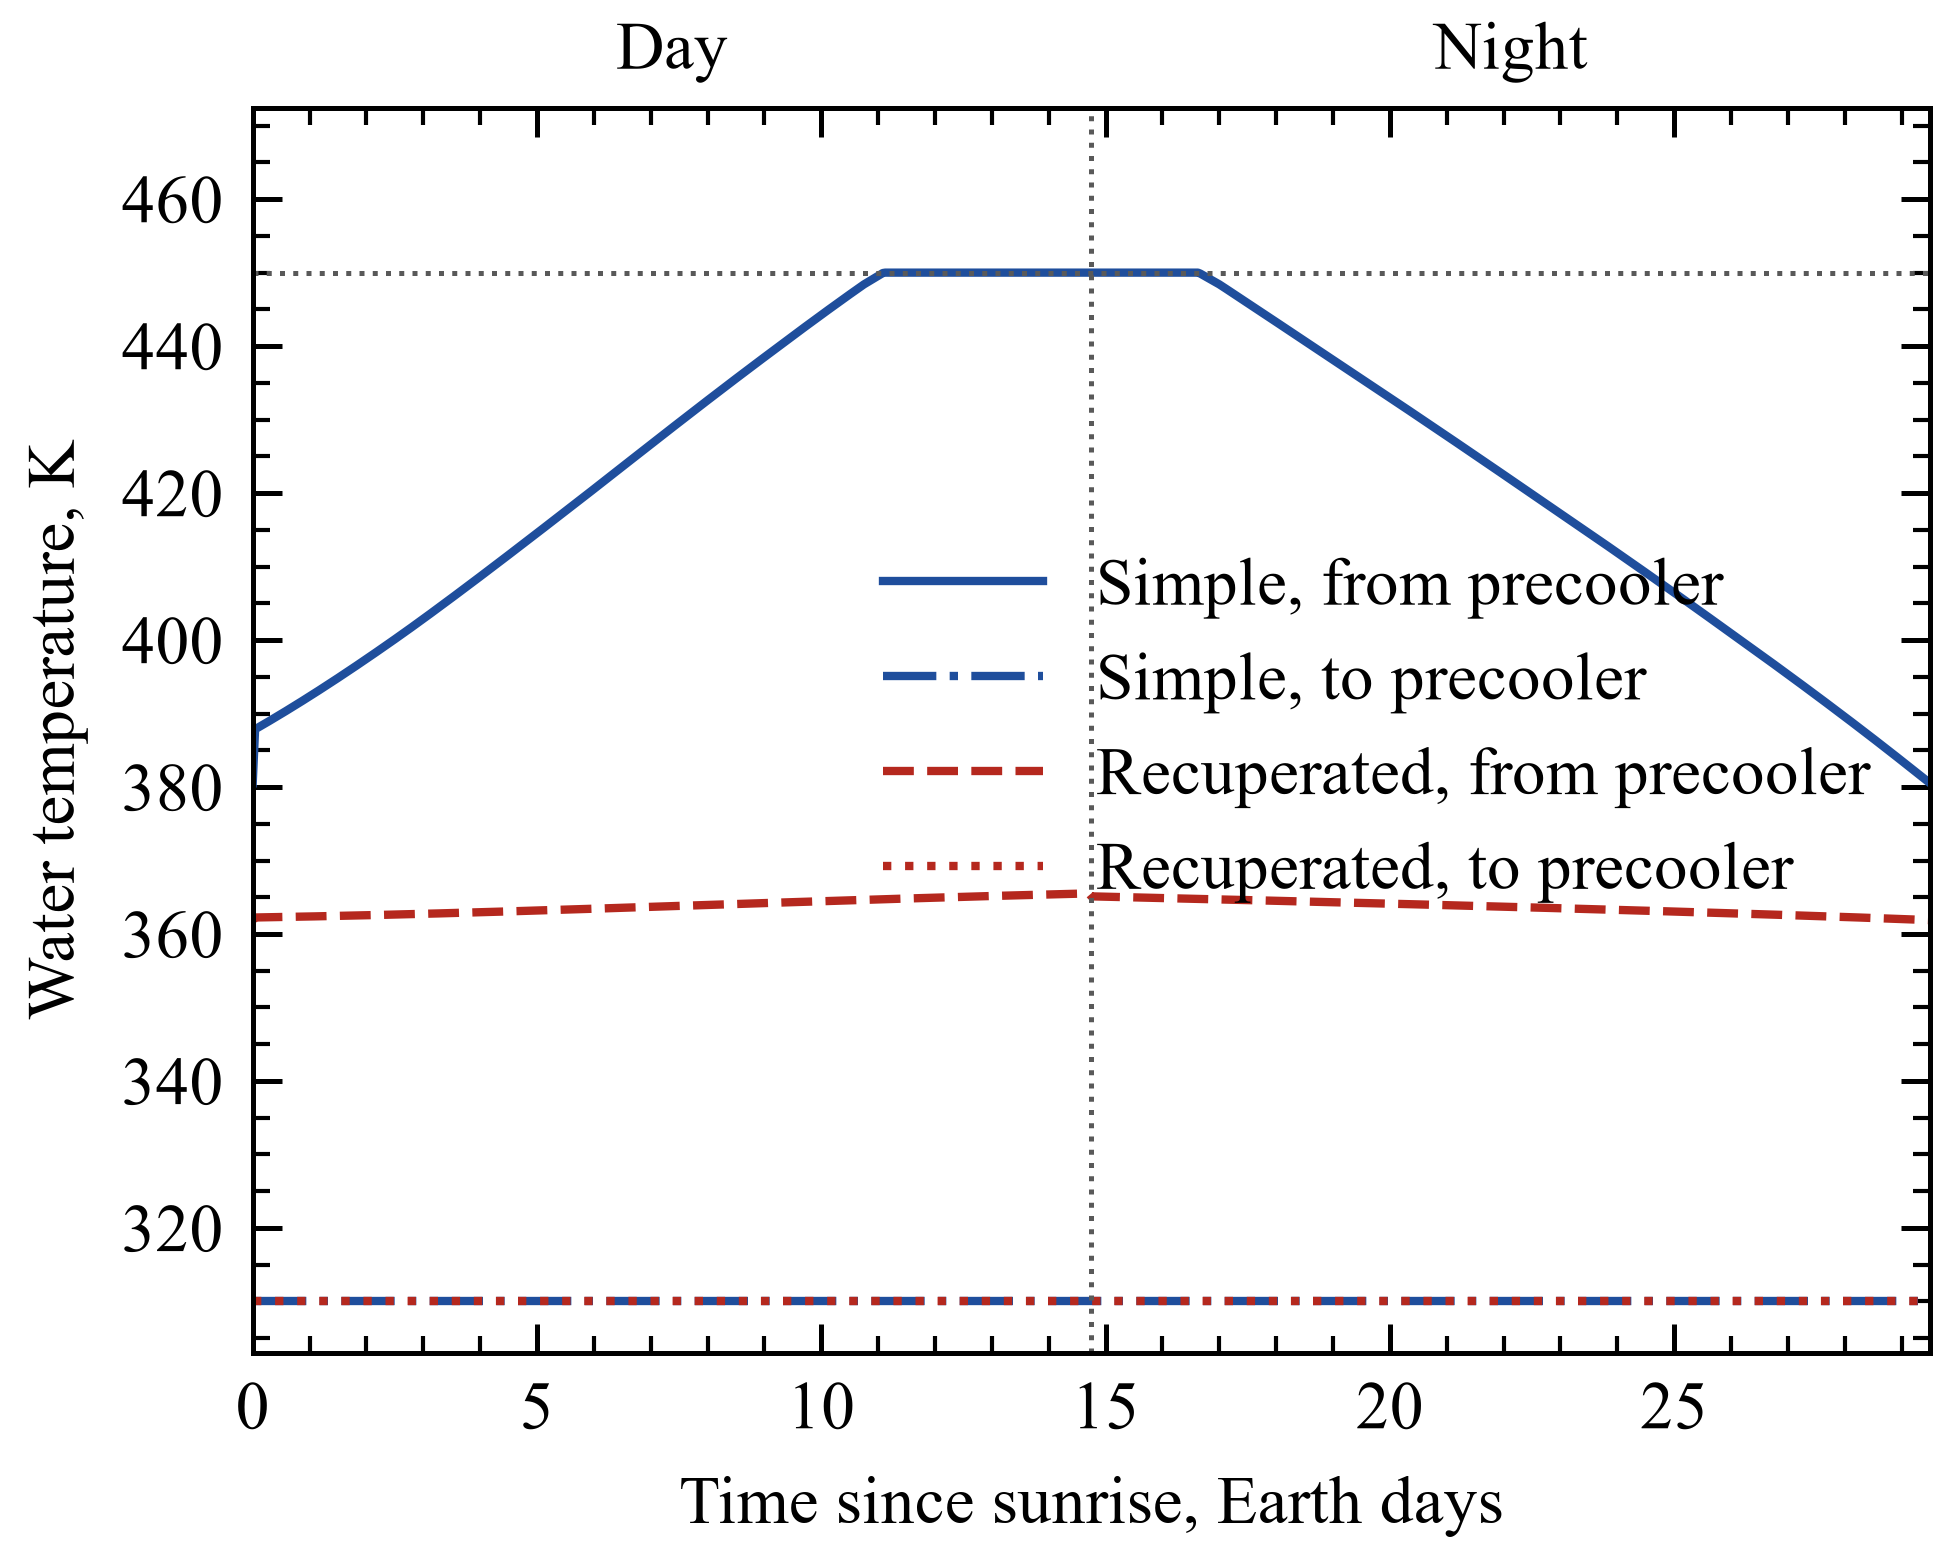 Day
Night
460
440
420
400
380
360
340
320
Water temperature, K
Simple, from precooler
Simple, to precooler
Recuperated, from precooler
Recuperated, to precooler
0
5
10
15
20
25
Time since sunrise, Earth days